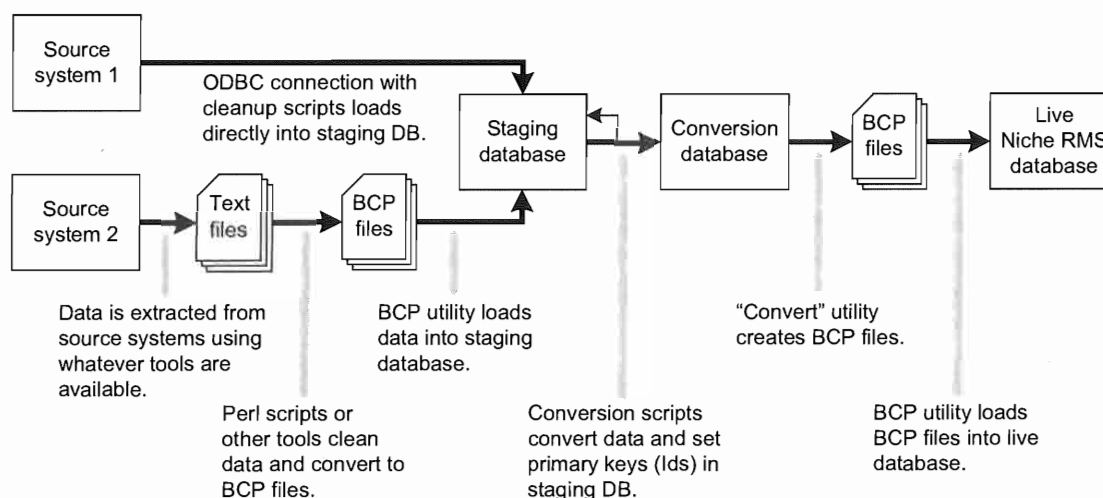 Source
system 1
ODBC connection with
cleanup scripts loads
directly into staging DB.
Staging
database
Conversion
database
BCP
files
Live
Niche RMS
database
Source
system 2
Text
files
BCP
files
Data is extracted from
source systems using
whatever tools are
available.
BCP utility loads
data into staging
database.
“Convert” utility
creates BCP files.
Perl scripts or
other tools clean
data and convert to
BCP files.
Conversion scripts
convert data and set
primary keys (Ids) in
staging DB.
BCP utility loads
BCP files into live
database.